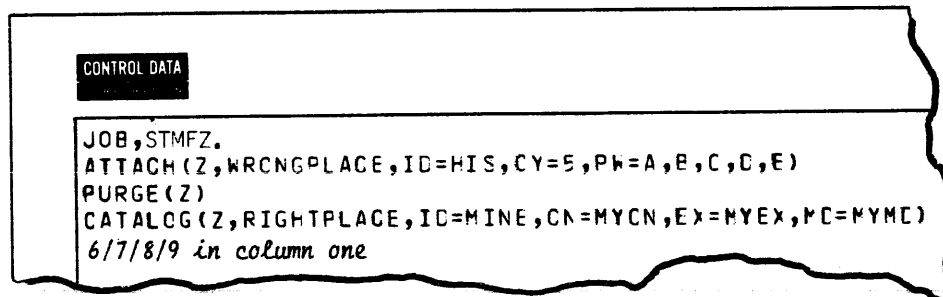 CONTROL DATA
JOB,STMFZ.
ATTACH(Z,WRONGPLACE,ID=HIS,CY=5,PW=A,B,C,D,E)
PURGE(Z)
CATALOG(Z,RIGHTPLACE,ID=MINE,CN=MYCN,EX=MYEX,MD=MYMD)
6/7/8/9 in column one